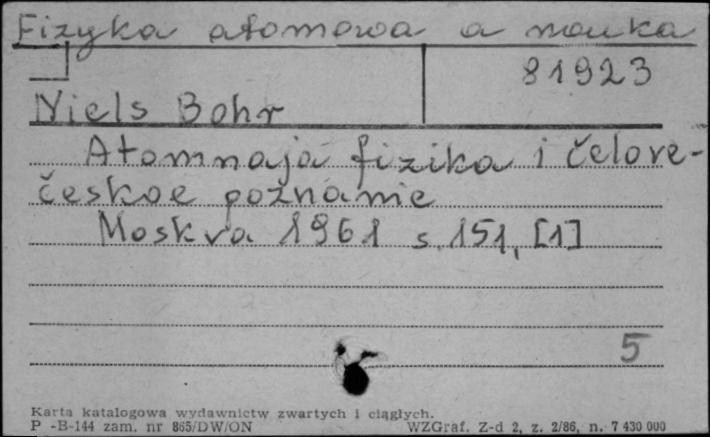 Fizyka atomowa a nauka
81923
Niels Bohr
Atomnaja fizika i čelove-
českoe poznanie
Moskva 1961 s. 151, [1]
5
Karta katalogowa wydawnictw zwartych i ciągłych.
P -B-144 zam. nr 865/DW/ON WZGraf. Z-d 2, z. 2/86, n. 7 430 000